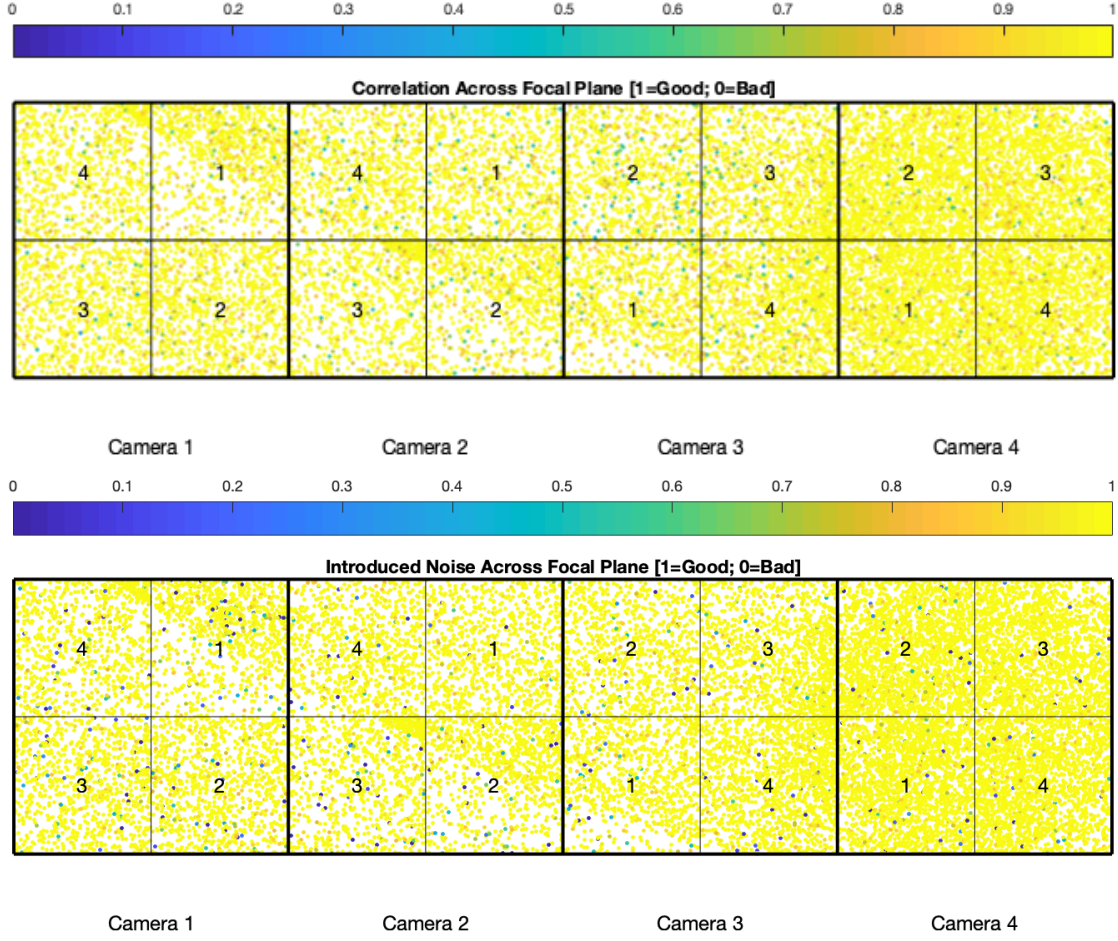 0 0.1 0.2 0.3 0.4 0.5 0.6 0.7 0.8 0.9 1
Correlation Across Focal Plane [1=Good; 0=Bad]
4 1 4 1 2 3 2 3
3 2 3 2 1 4 1 4
Camera 1 Camera 2 Camera 3 Camera 4
0 0.1 0.2 0.3 0.4 0.5 0.6 0.7 0.8 0.9 1
Introduced Noise Across Focal Plane [1=Good; 0=Bad]
4 1 4 1 2 3 2 3
3 2 3 2 1 4 1 4
Camera 1 Camera 2 Camera 3 Camera 4